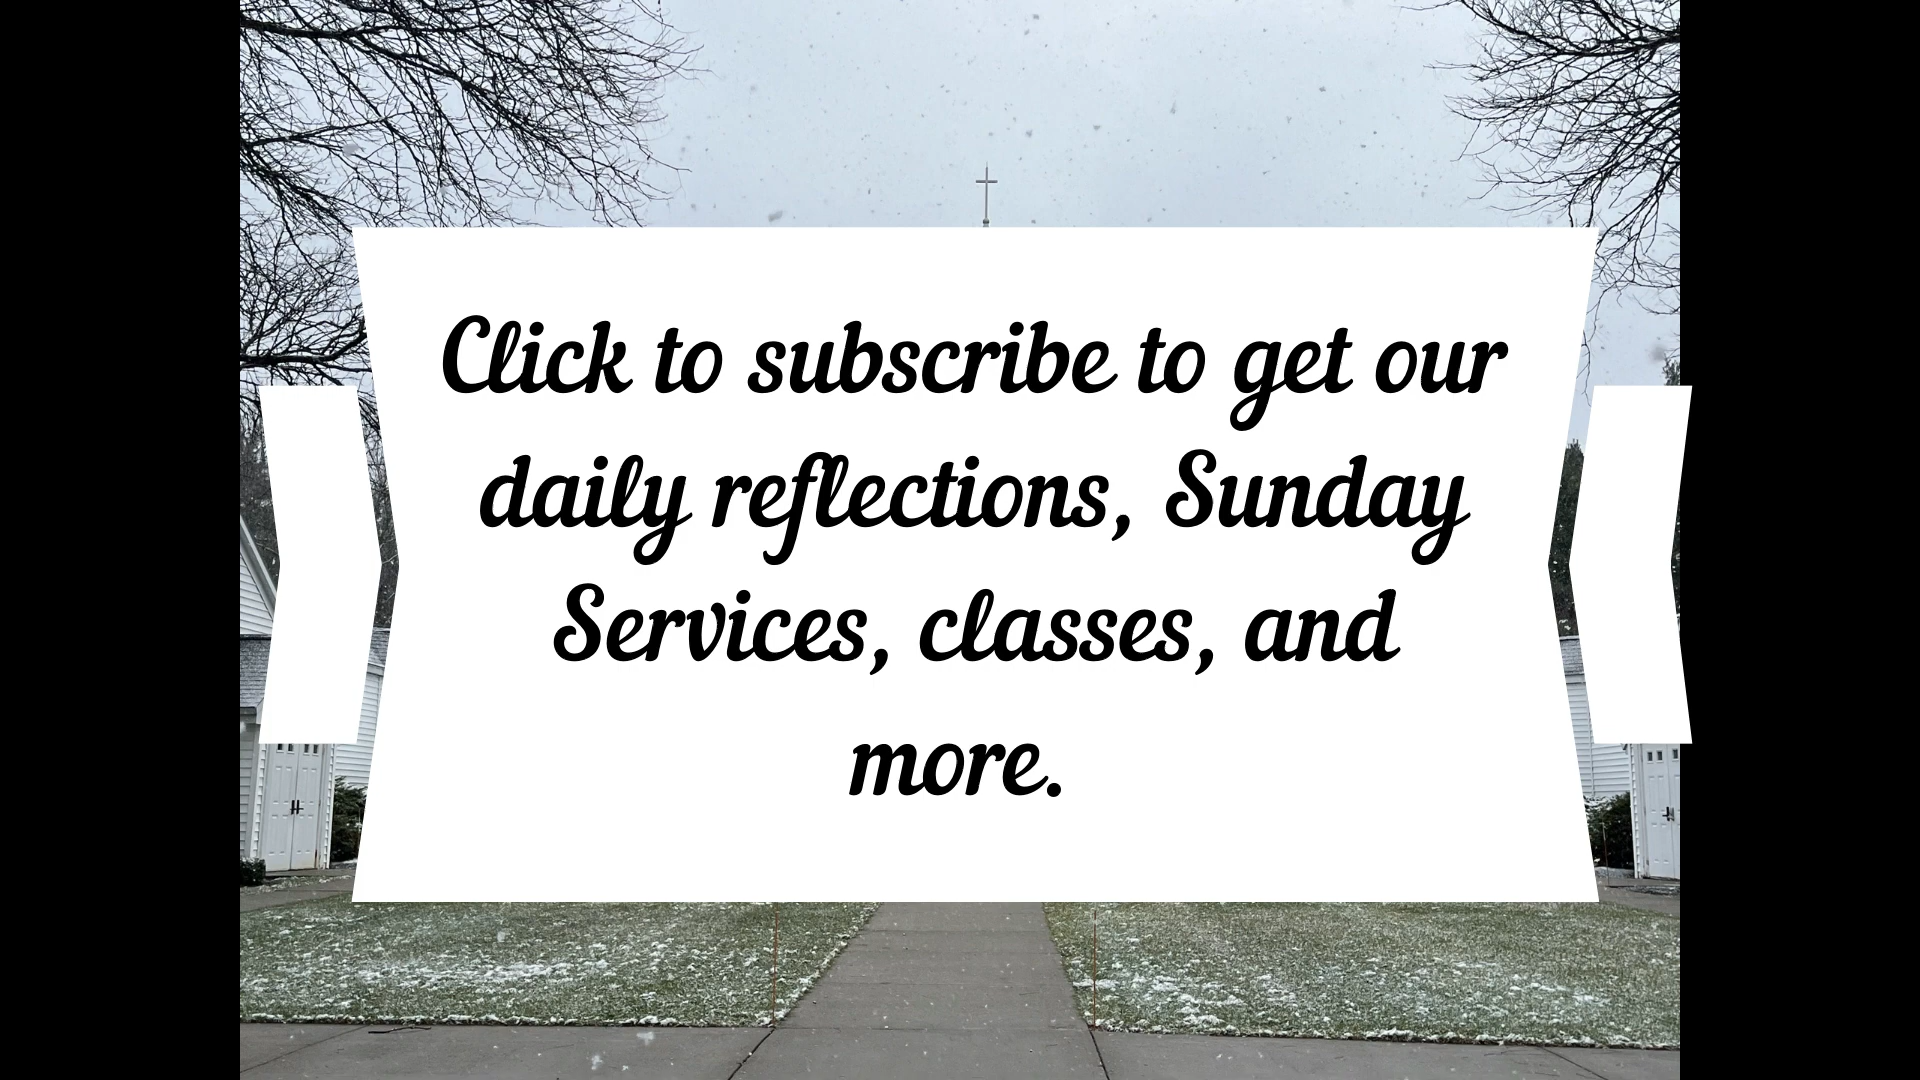 Click to subscribe to get our
daily reflections, Sunday
Services, classes, and
more.